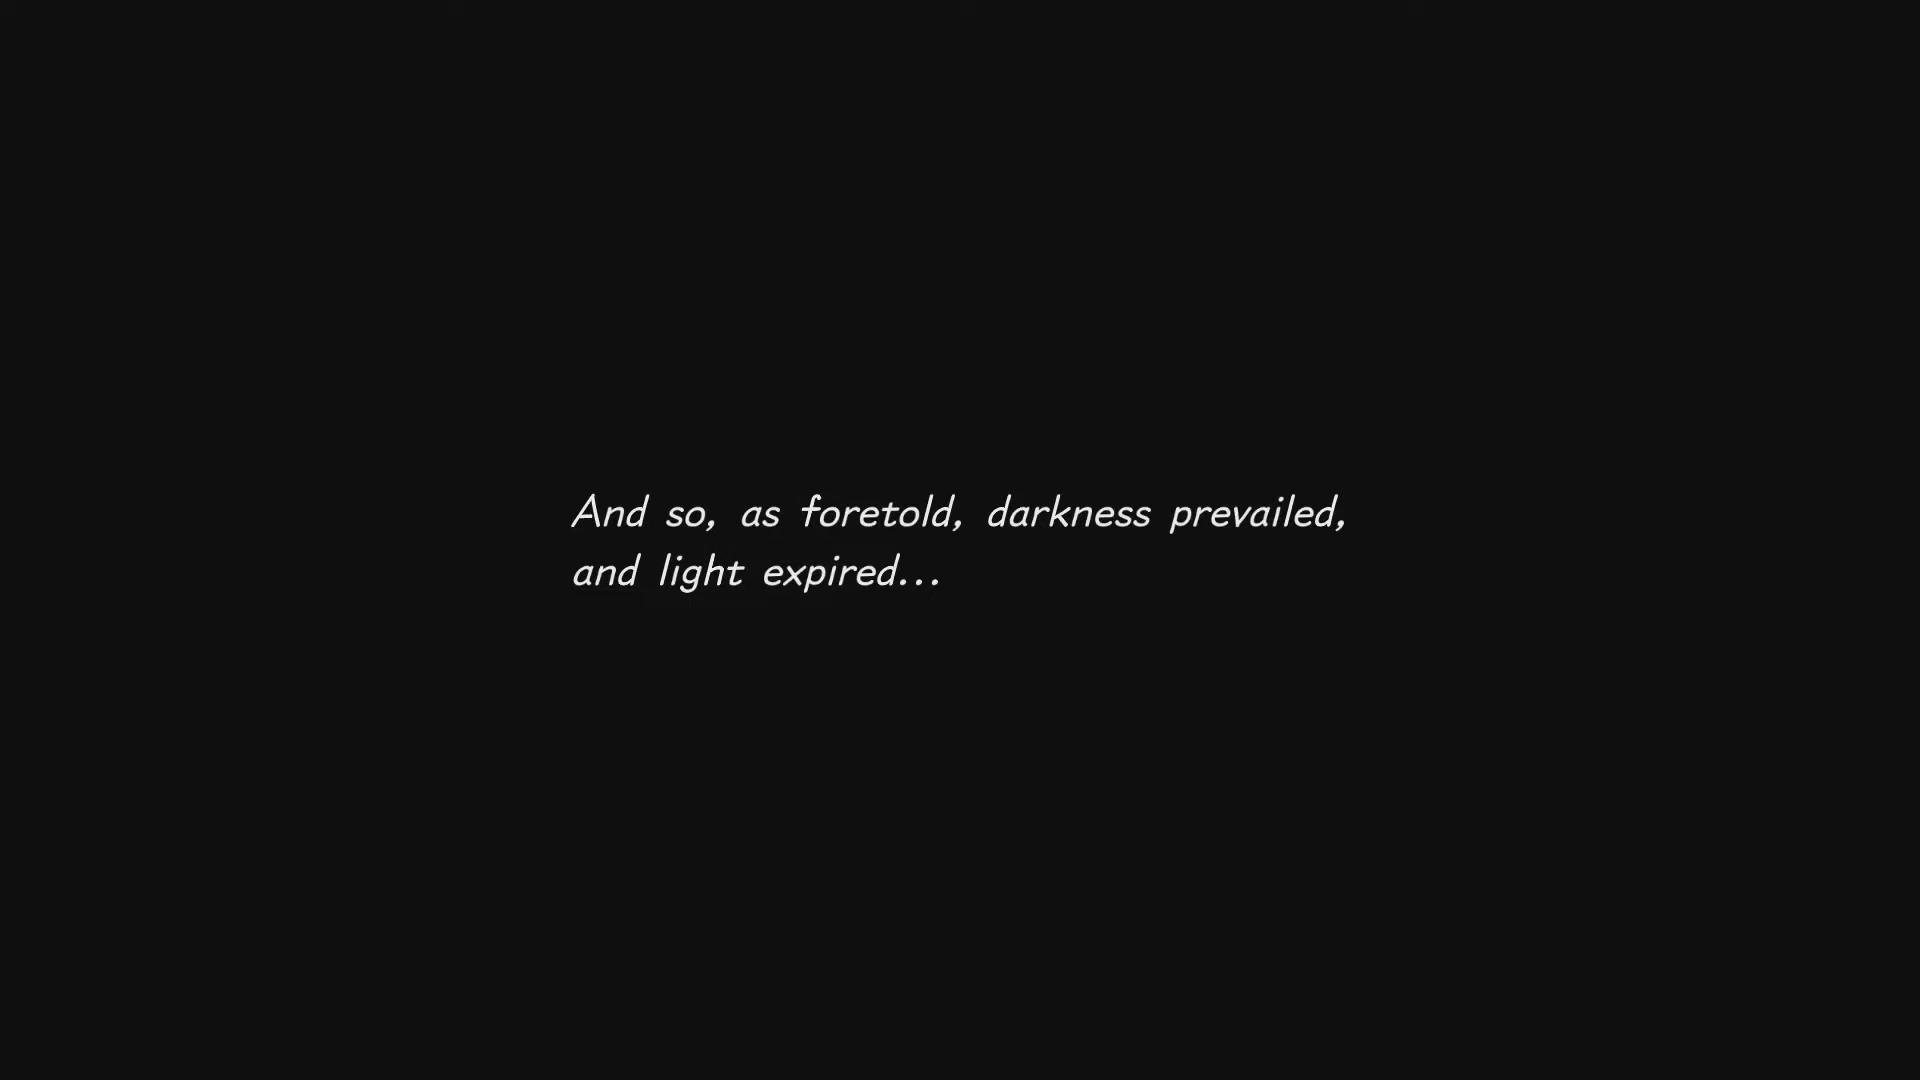 And so, as foretold, darkness prevailed,
and light expired...